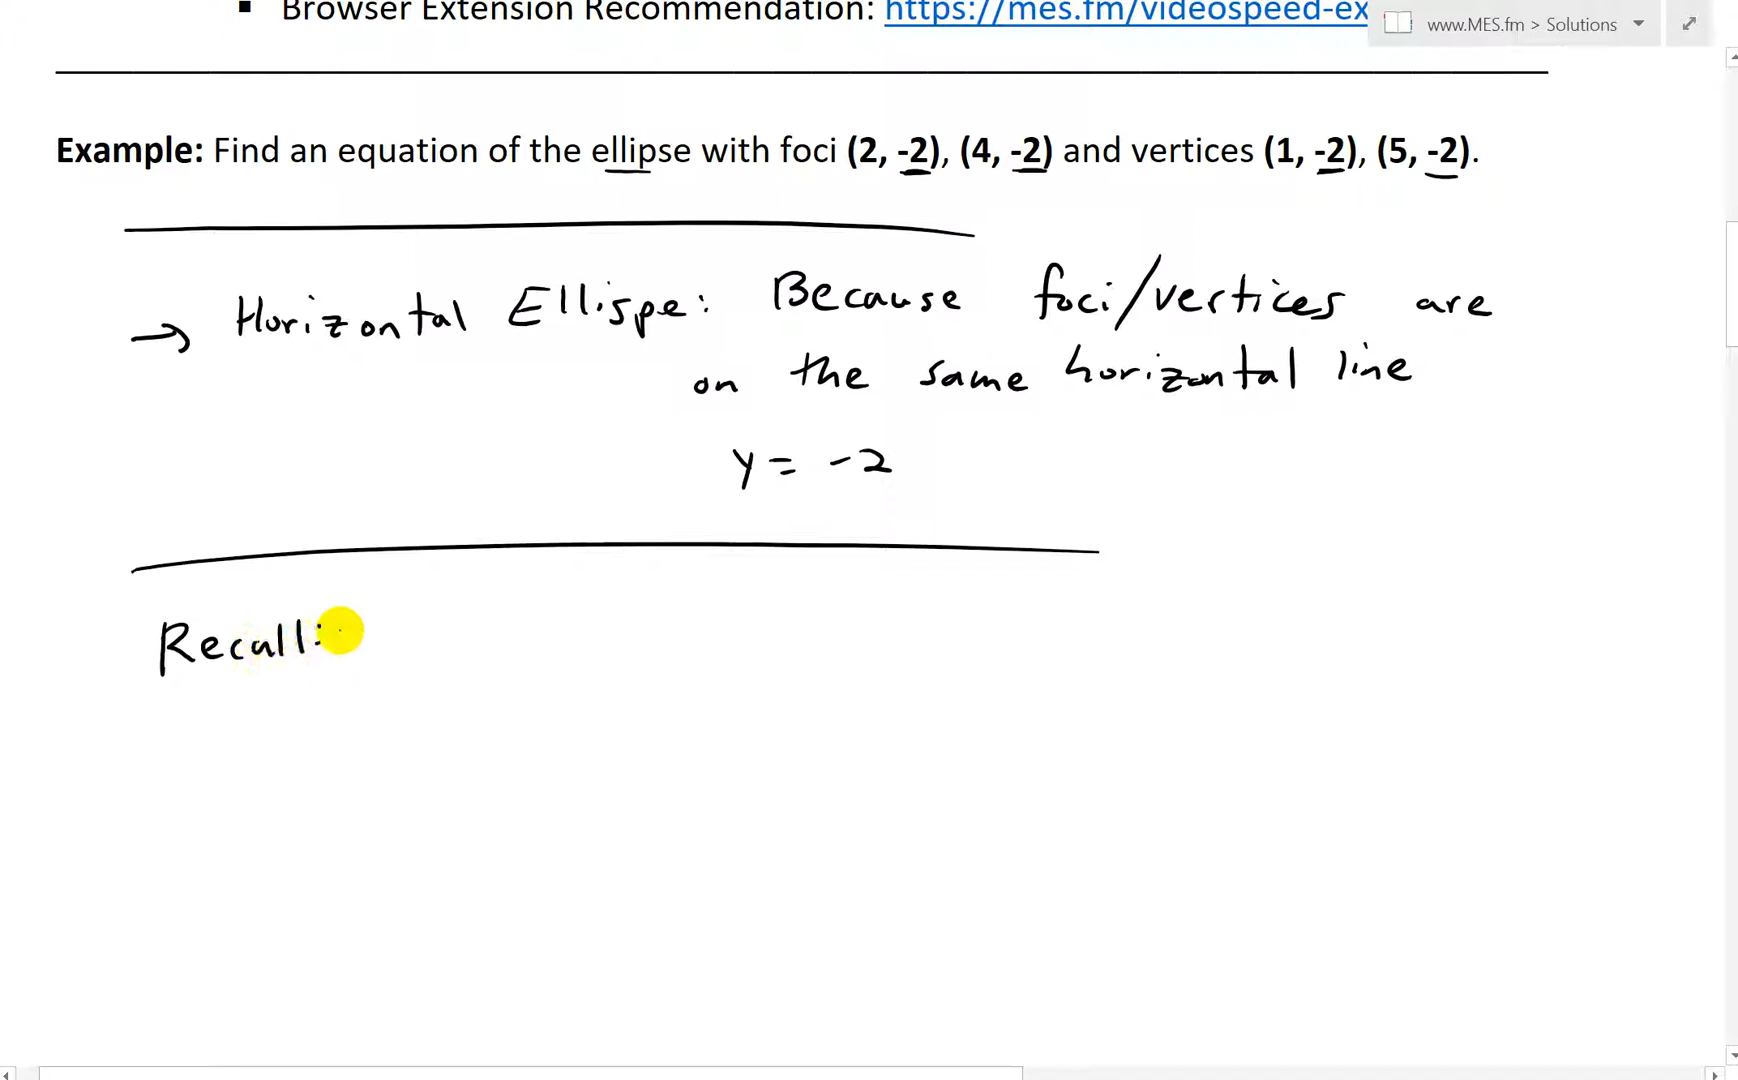 ▪ Browser Extension Recommendation: https://mes.fm/videospeed-ex
www.MES.fm > Solutions
Example: Find an equation of the ellipse with foci (2, -2), (4, -2) and vertices (1, -2), (5, -2).
→ Horizontal Ellispe: Because foci/vertices are
on the same horizontal line
y = -2
Recall: